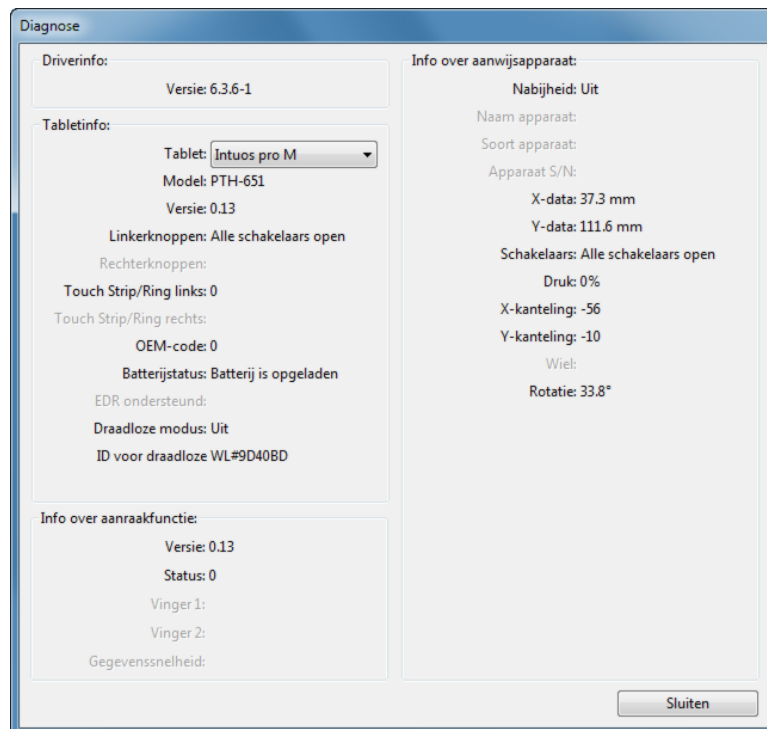 Diagnose
Driverinfo:
Versie: 6.3.6-1
Tabletinfo:
Tablet: Intuos pro M
Model: PTH-651
Versie: 0.13
Linkerknoppen: Alle schakelaars open
Rechterknoppen:
Touch Strip/Ring links: 0
Touch Strip/Ring rechts:
OEM-code: 0
Batterijstatus: Batterij is opgeladen
EDR ondersteund:
Draadloze modus: Uit
ID voor draadloze WL#9D40BD
Info over aanraakfunctie:
Versie: 0.13
Status: 0
Vinger 1:
Vinger 2:
Gegevenssnelheid:
Info over aanwijsapparaat:
Nabijheid: Uit
Naam apparaat:
Soort apparaat:
Apparaat S/N:
X-data: 37.3 mm
Y-data: 111.6 mm
Schakelaars: Alle schakelaars open
Druk: 0%
X-kanteling: -56
Y-kanteling: -10
Wiel:
Rotatie: 33.8°
Sluiten